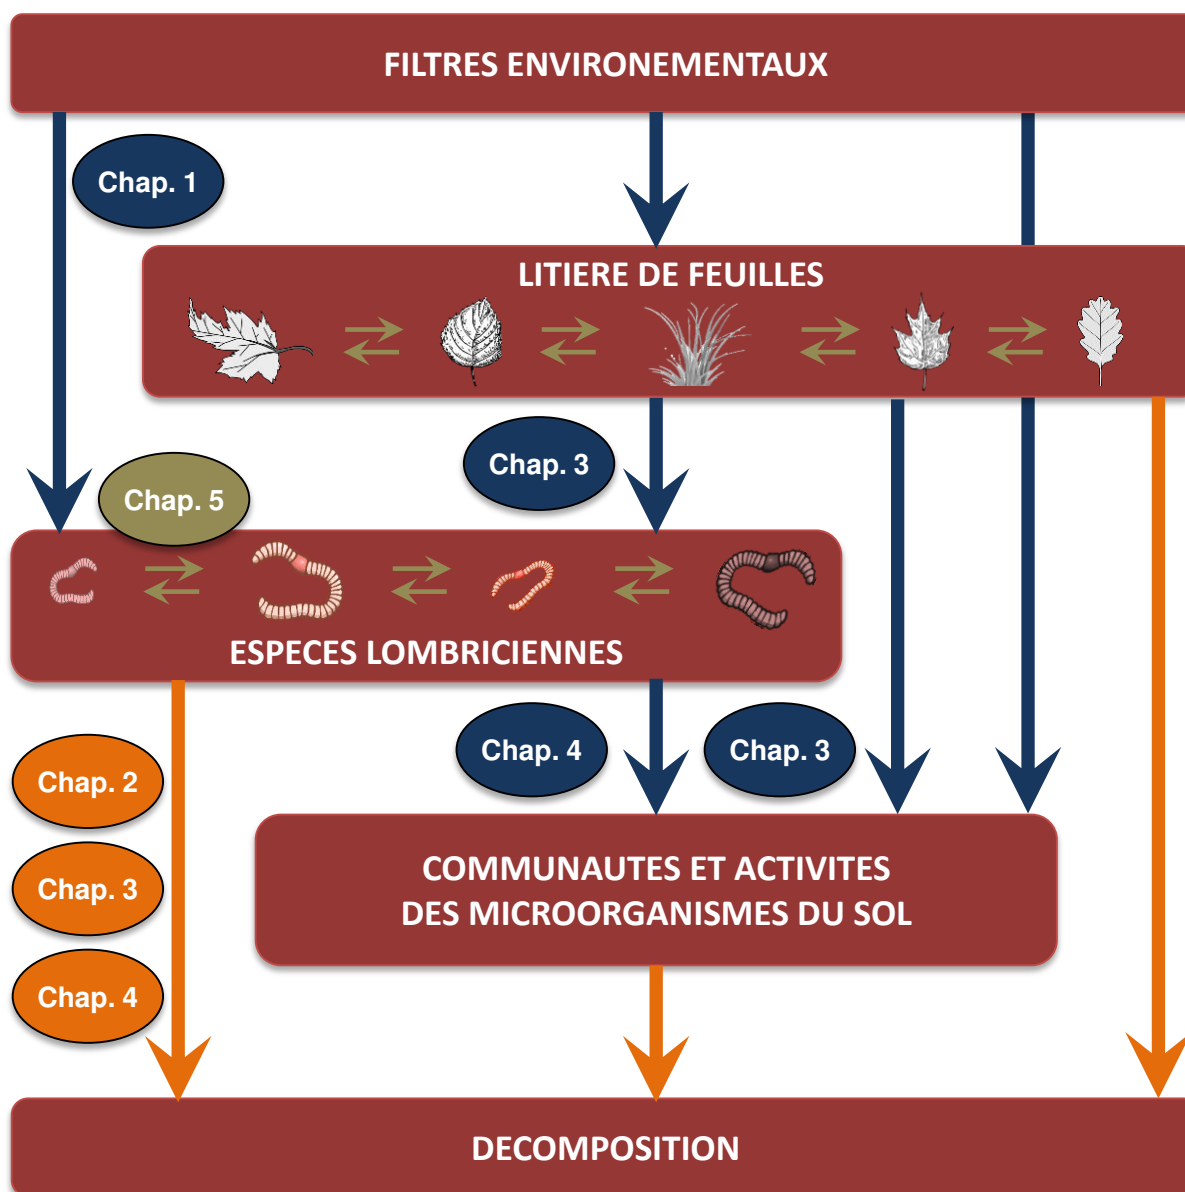 FILTRES ENVIRONEMENTAUX
Chap. 1
LITIERE DE FEUILLES
Chap. 3
Chap. 5
ESPECES LOMBRICIENNES
Chap. 4
Chap. 3
Chap. 2
Chap. 3
Chap. 4
COMMUNAUTES ET ACTIVITES
DES MICROORGANISMES DU SOL
DECOMPOSITION